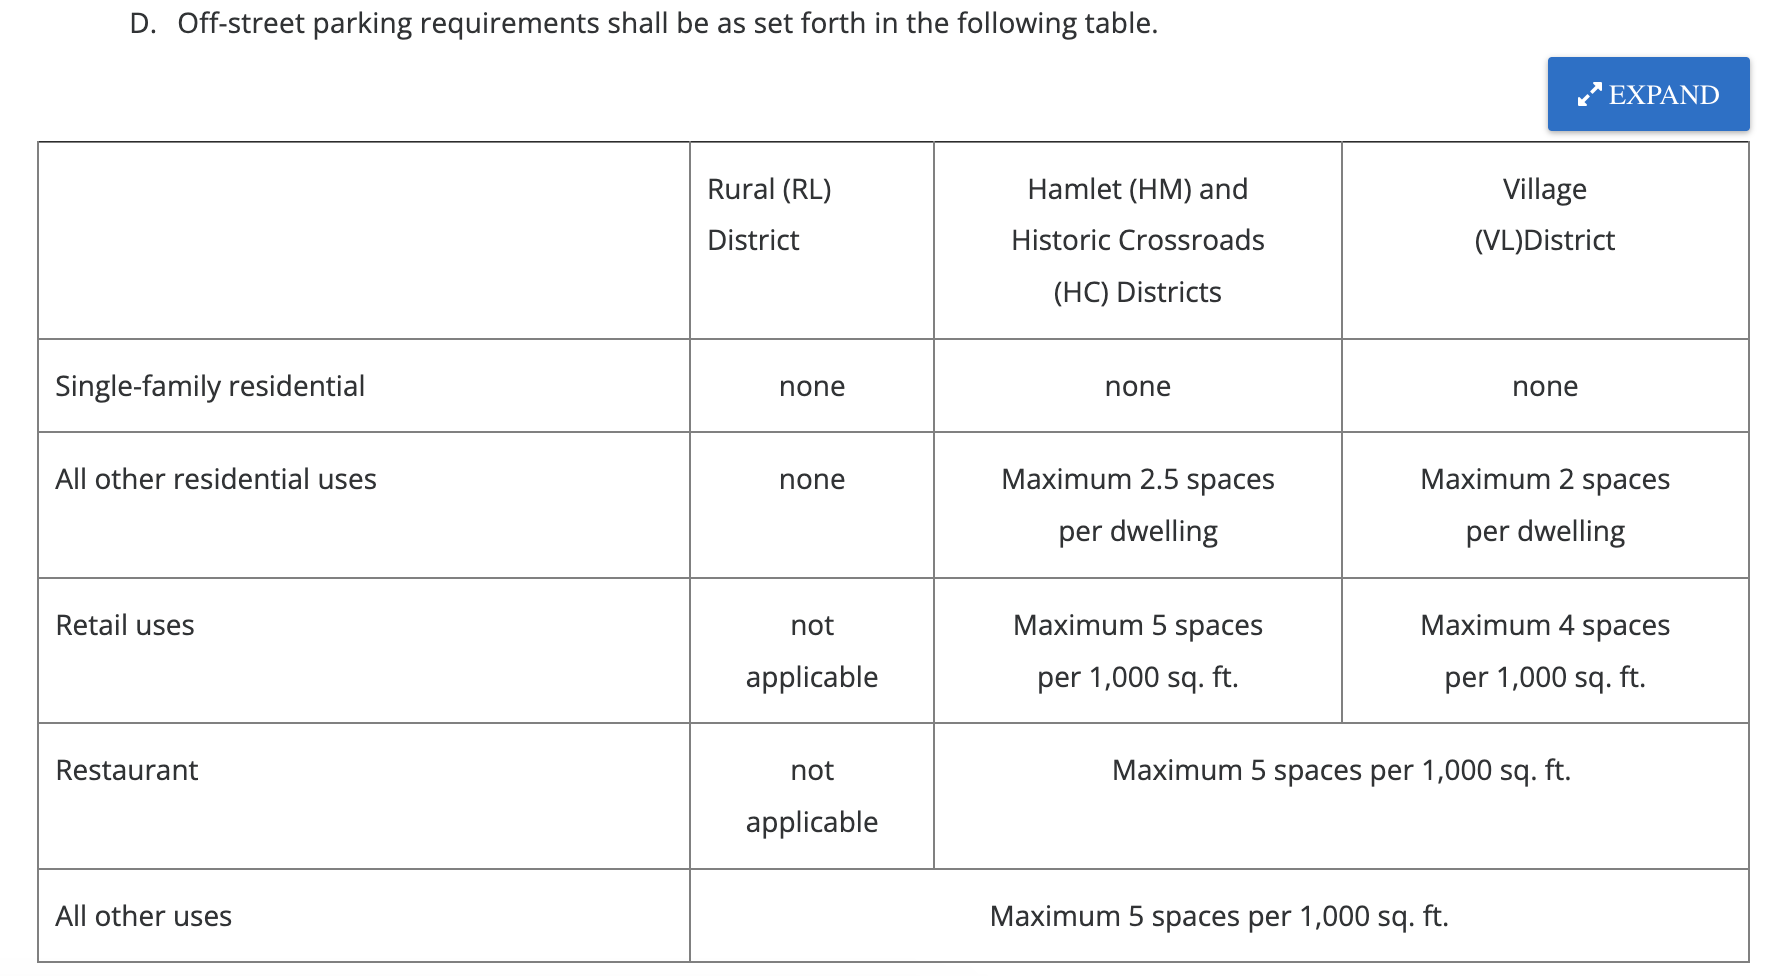 D. Off-street parking requirements shall be as set forth in the following table.
EXPAND
Rural (RL)
District
Hamlet (HM) and
Historic Crossroads
(HC) Districts
Village
(VL)District
Single-family residential
none
none
none
All other residential uses
none
Maximum 2.5 spaces
per dwelling
Maximum 2 spaces
per dwelling
Retail uses
not
applicable
Maximum 5 spaces
per 1,000 sq. ft.
Maximum 4 spaces
per 1,000 sq. ft.
Restaurant
not
applicable
Maximum 5 spaces per 1,000 sq. ft.
All other uses
Maximum 5 spaces per 1,000 sq. ft.